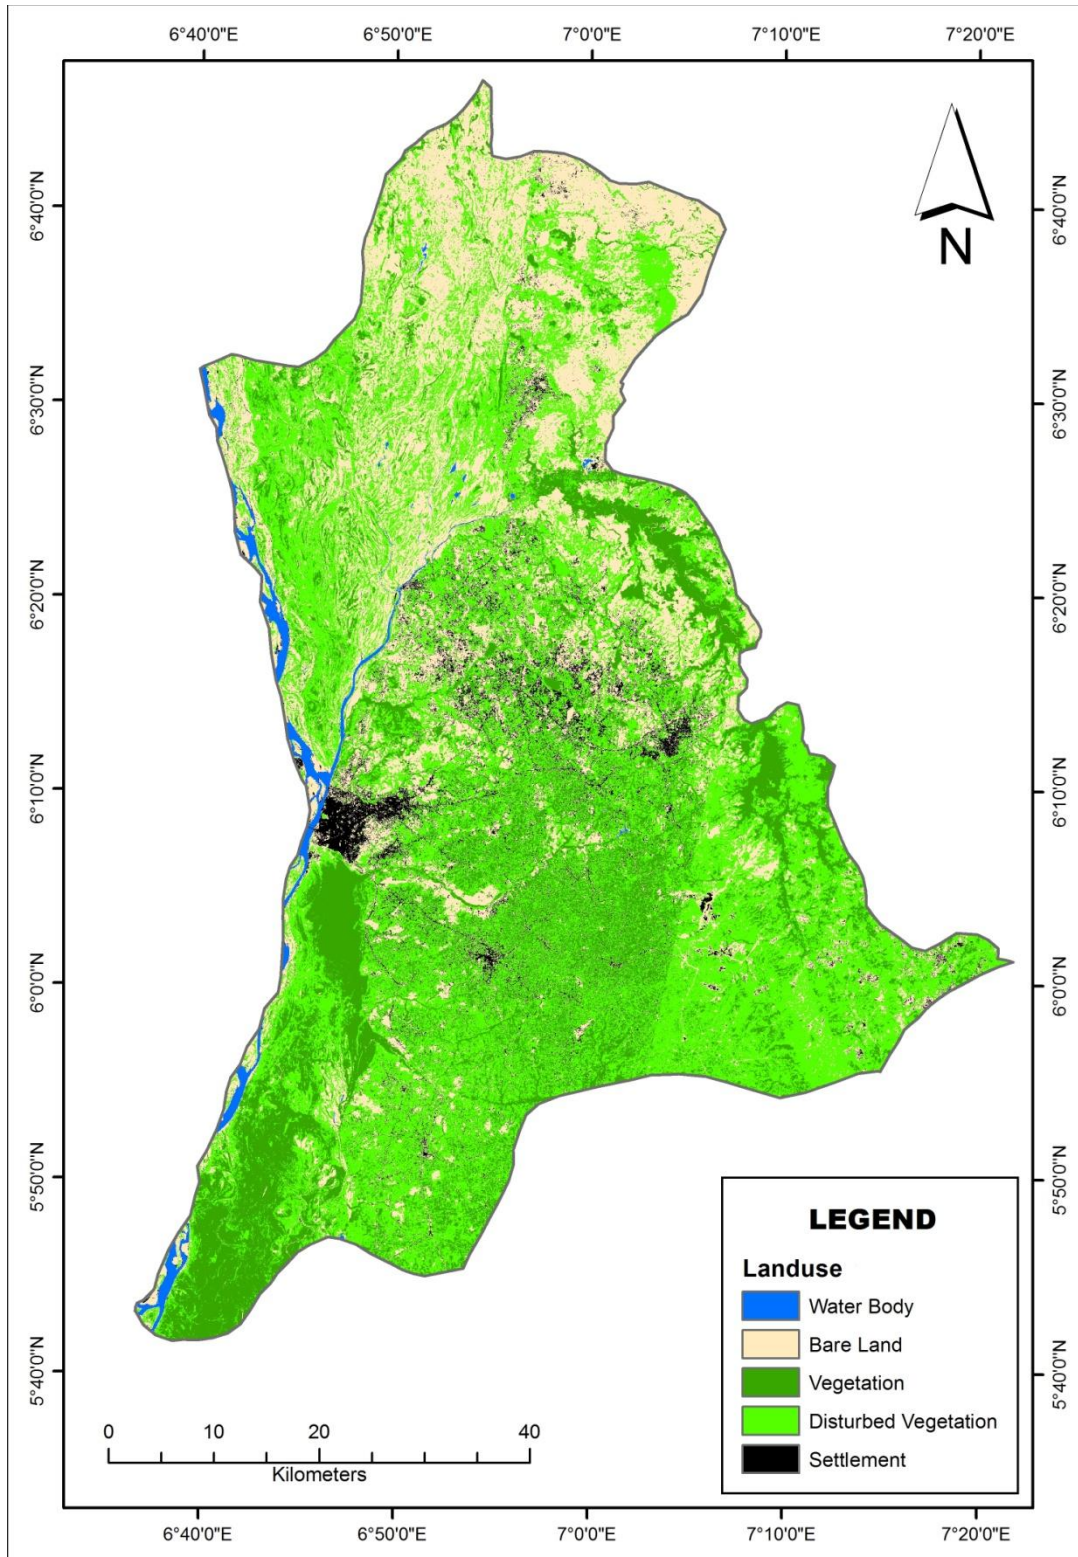 6°40'0"E 6°50'0"E 7°0'0"E 7°10'0"E 7°20'0"E
N
6°40'0"N 6°40'0"N
6°30'0"N 6°30'0"N
6°20'0"N 6°20'0"N
6°10'0"N 6°10'0"N
6°0'0"N 6°0'0"N
5°50'0"N 5°50'0"N
5°40'0"N 5°40'0"N
LEGEND
Landuse
Water Body
Bare Land
Vegetation
Disturbed Vegetation
Settlement
0 10 20 40
Kilometers
6°40'0"E 6°50'0"E 7°0'0"E 7°10'0"E 7°20'0"E